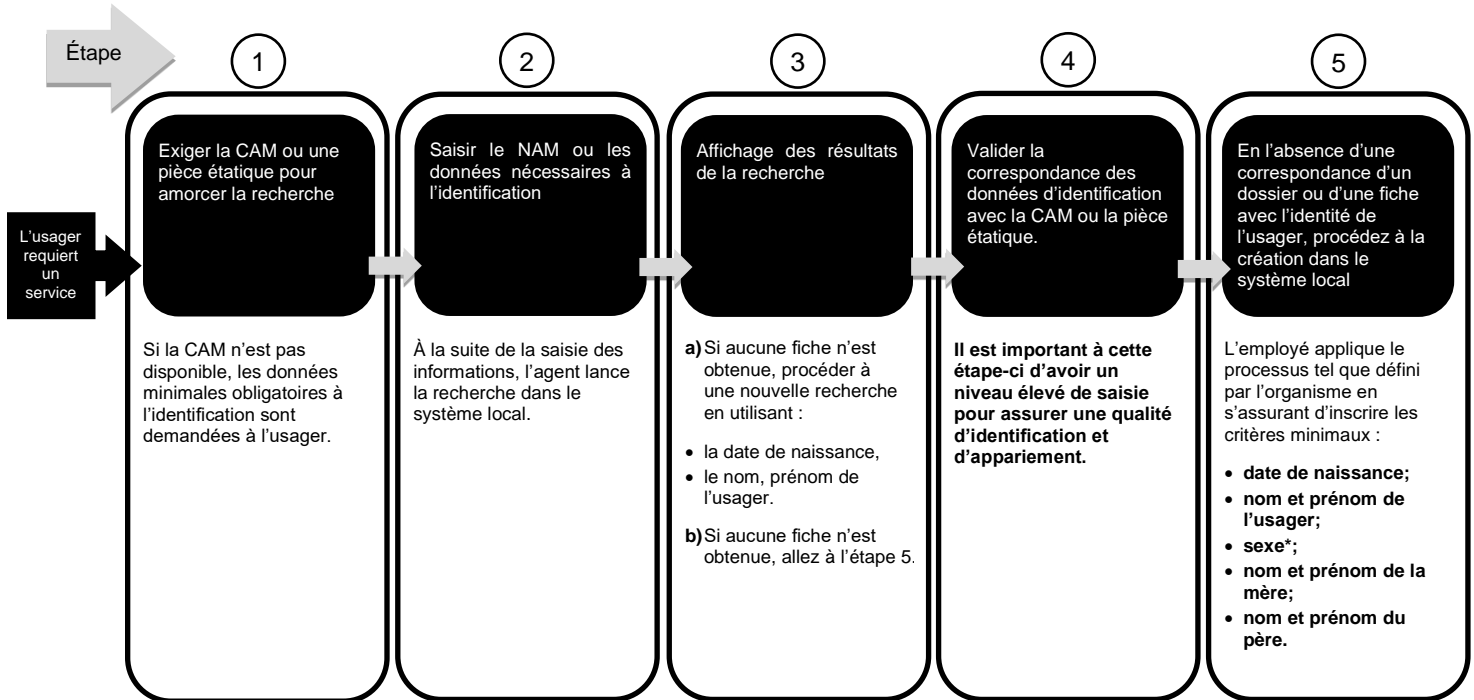 Étape
1
2
3
4
5
L'usager
requiert
un
service
Exiger la CAM ou une
pièce étatique pour
amorcer la recherche
Si la CAM n'est pas
disponible, les données
minimales obligatoires à
l'identification sont
demandées à l'usager.
Saisir le NAM ou les
données nécessaires à
l'identification
À la suite de la saisie des
informations, l'agent lance
la recherche dans le
système local.
Affichage des résultats
de la recherche
a) Si aucune fiche n'est
obtenue, procéder à
une nouvelle recherche
en utilisant :
• la date de naissance,
• le nom, prénom de
l'usager.
b) Si aucune fiche n'est
obtenue, allez à l'étape 5.
Valider la
correspondance des
données d'identification
avec la CAM ou la pièce
étatique.
Il est important à cette
étape-ci d'avoir un
niveau élevé de saisie
pour assurer une qualité
d'identification et
d'appariement.
En l'absence d'une
correspondance d'un
dossier ou d'une fiche
avec l'identité de
l'usager, procédez à la
création dans le
système local
L'employé applique le
processus tel que défini
par l'organisme en
s'assurant d'inscrire les
critères minimaux :
• date de naissance;
• nom et prénom de
l'usager;
• sexe*;
• nom et prénom de la
mère;
• nom et prénom du
père.